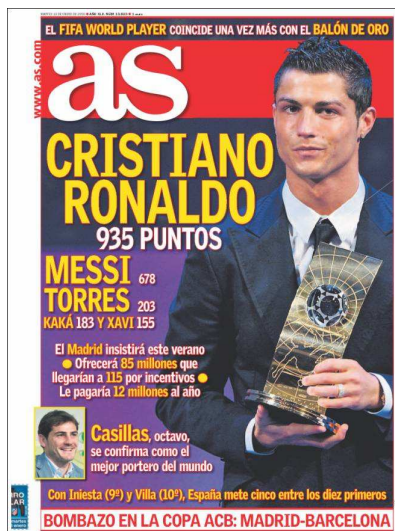 EL FIFA WORLD PLAYER COINCIDE UNA VEZ MÁS CON EL BALÓN DE ORO
www.as.com
as
CRISTIANO
RONALDO
935 PUNTOS
MESSI 678
TORRES 203
KAKÁ 183 Y XAVI 155
El Madrid insistirá este verano
● Ofrecerá 85 millones que
llegarían a 115 por incentivos ●
Le pagaría 12 millones al año
Casillas, octavo,
se confirma como el
mejor portero del mundo
Con Iniesta (9º) y Villa (10º), España mete cinco entre los diez primeros
BOMBAZO EN LA COPA ACB: MADRID-BARCELONA